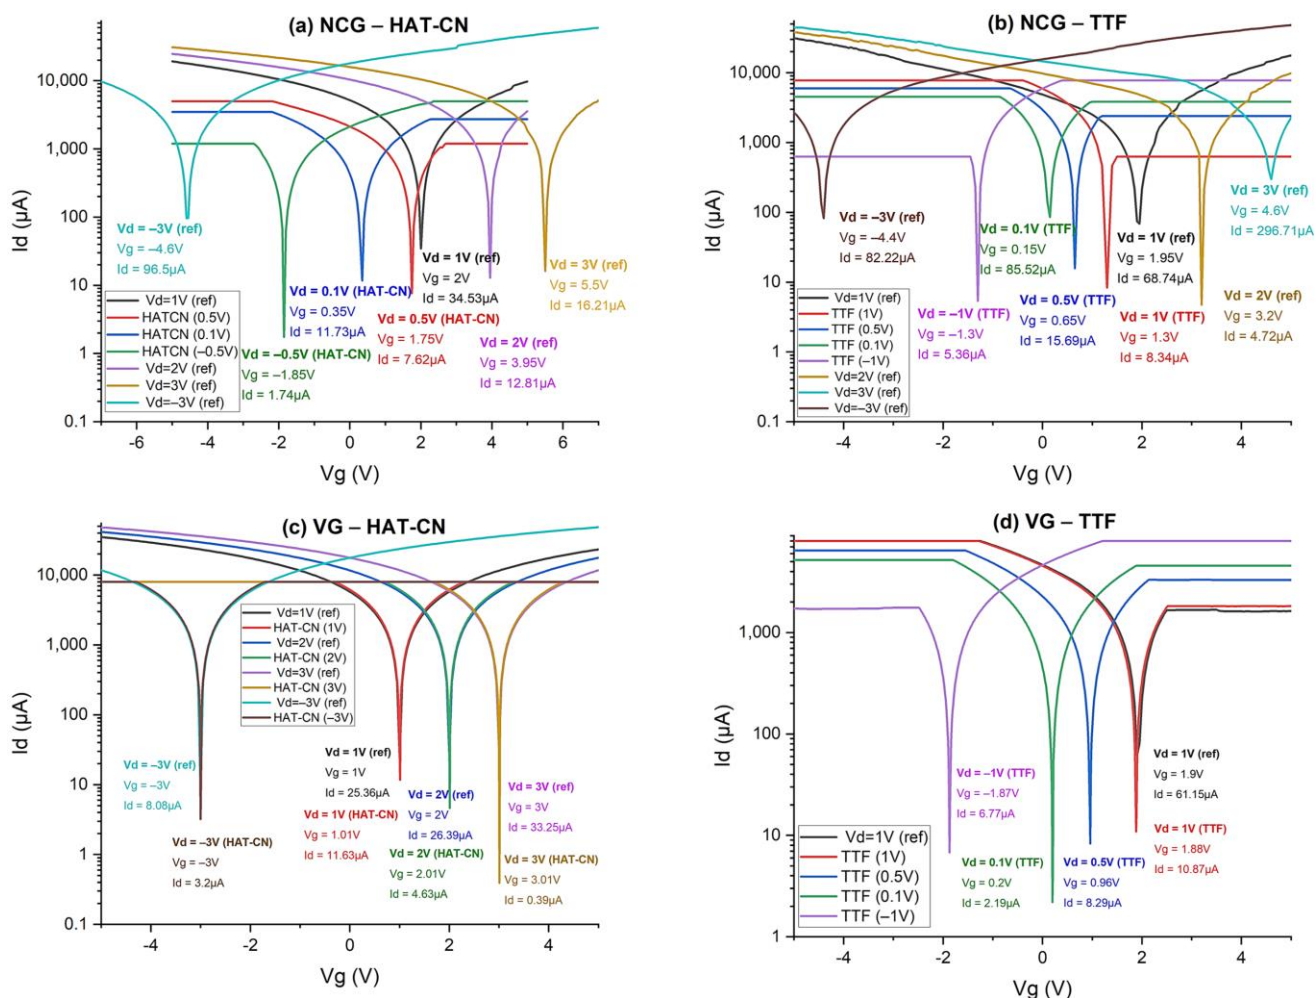 (a) NCG – HAT-CN
Id (μA)
10,000
1,000
100
10
1
0.1
Vd = –3V (ref)
Vg = –4.6V
Id = 96.5μA
Vd = 0.1V (HAT-CN)
Vg = 0.35V
Id = 11.73μA
Vd = 1V (ref)
Vg = 2V
Id = 34.53μA
Vd = 3V (ref)
Vg = 5.5V
Id = 16.21μA
Vd = 0.5V (HAT-CN)
Vg = 1.75V
Id = 7.62μA
Vd = –0.5V (HAT-CN)
Vg = –1.85V
Id = 1.74μA
Vd = 2V (ref)
Vg = 3.95V
Id = 12.81μA
Vd=1V (ref)
HATCN (0.5V)
HATCN (0.1V)
HATCN (–0.5V)
Vd=2V (ref)
Vd=3V (ref)
Vd=–3V (ref)
-6 -4 -2 0 2 4 6
Vg (V)
(b) NCG – TTF
Id (μA)
10,000
1,000
100
10
1
0.1
Vd = –3V (ref)
Vg = –4.4V
Id = 82.22μA
Vd = 0.1V (TTF)
Vg = 0.15V
Id = 85.52μA
Vd = 1V (ref)
Vg = 1.95V
Id = 68.74μA
Vd = 3V (ref)
Vg = 4.6V
Id = 296.71μA
Vd = –1V (TTF)
Vg = –1.3V
Id = 5.36μA
Vd = 0.5V (TTF)
Vg = 0.65V
Id = 15.69μA
Vd = 1V (TTF)
Vg = 1.3V
Id = 8.34μA
Vd = 2V (ref)
Vg = 3.2V
Id = 4.72μA
Vd=1V (ref)
TTF (1V)
TTF (0.5V)
TTF (0.1V)
TTF (–1V)
Vd=2V (ref)
Vd=3V (ref)
Vd=–3V (ref)
-4 -2 0 2 4
Vg (V)
(c) VG – HAT-CN
Id (μA)
10,000
1,000
100
10
1
0.1
Vd=1V (ref)
HAT-CN (1V)
Vd=2V (ref)
HAT-CN (2V)
Vd=3V (ref)
HAT-CN (3V)
Vd=–3V (ref)
HAT-CN (–3V)
Vd = –3V (ref)
Vg = –3V
Id = 8.08μA
Vd = –3V (HAT-CN)
Vg = –3V
Id = 3.2μA
Vd = 1V (ref)
Vg = 1V
Id = 25.36μA
Vd = 1V (HAT-CN)
Vg = 1.01V
Id = 11.63μA
Vd = 2V (ref)
Vg = 2V
Id = 26.39μA
Vd = 2V (HAT-CN)
Vg = 2.01V
Id = 4.63μA
Vd = 3V (ref)
Vg = 3V
Id = 33.25μA
Vd = 3V (HAT-CN)
Vg = 3.01V
Id = 0.39μA
-4 -2 0 2 4
Vg (V)
(d) VG – TTF
Id (μA)
1,000
100
10
1
Vd = –1V (TTF)
Vg = –1.87V
Id = 6.77μA
Vd = 1V (ref)
Vg = 1.9V
Id = 61.15μA
Vd = 1V (TTF)
Vg = 1.88V
Id = 10.87μA
Vd = 0.1V (TTF)
Vg = 0.2V
Id = 2.19μA
Vd = 0.5V (TTF)
Vg = 0.96V
Id = 8.29μA
Vd=1V (ref)
TTF (1V)
TTF (0.5V)
TTF (0.1V)
TTF (–1V)
-4 -2 0 2 4
Vg (V)